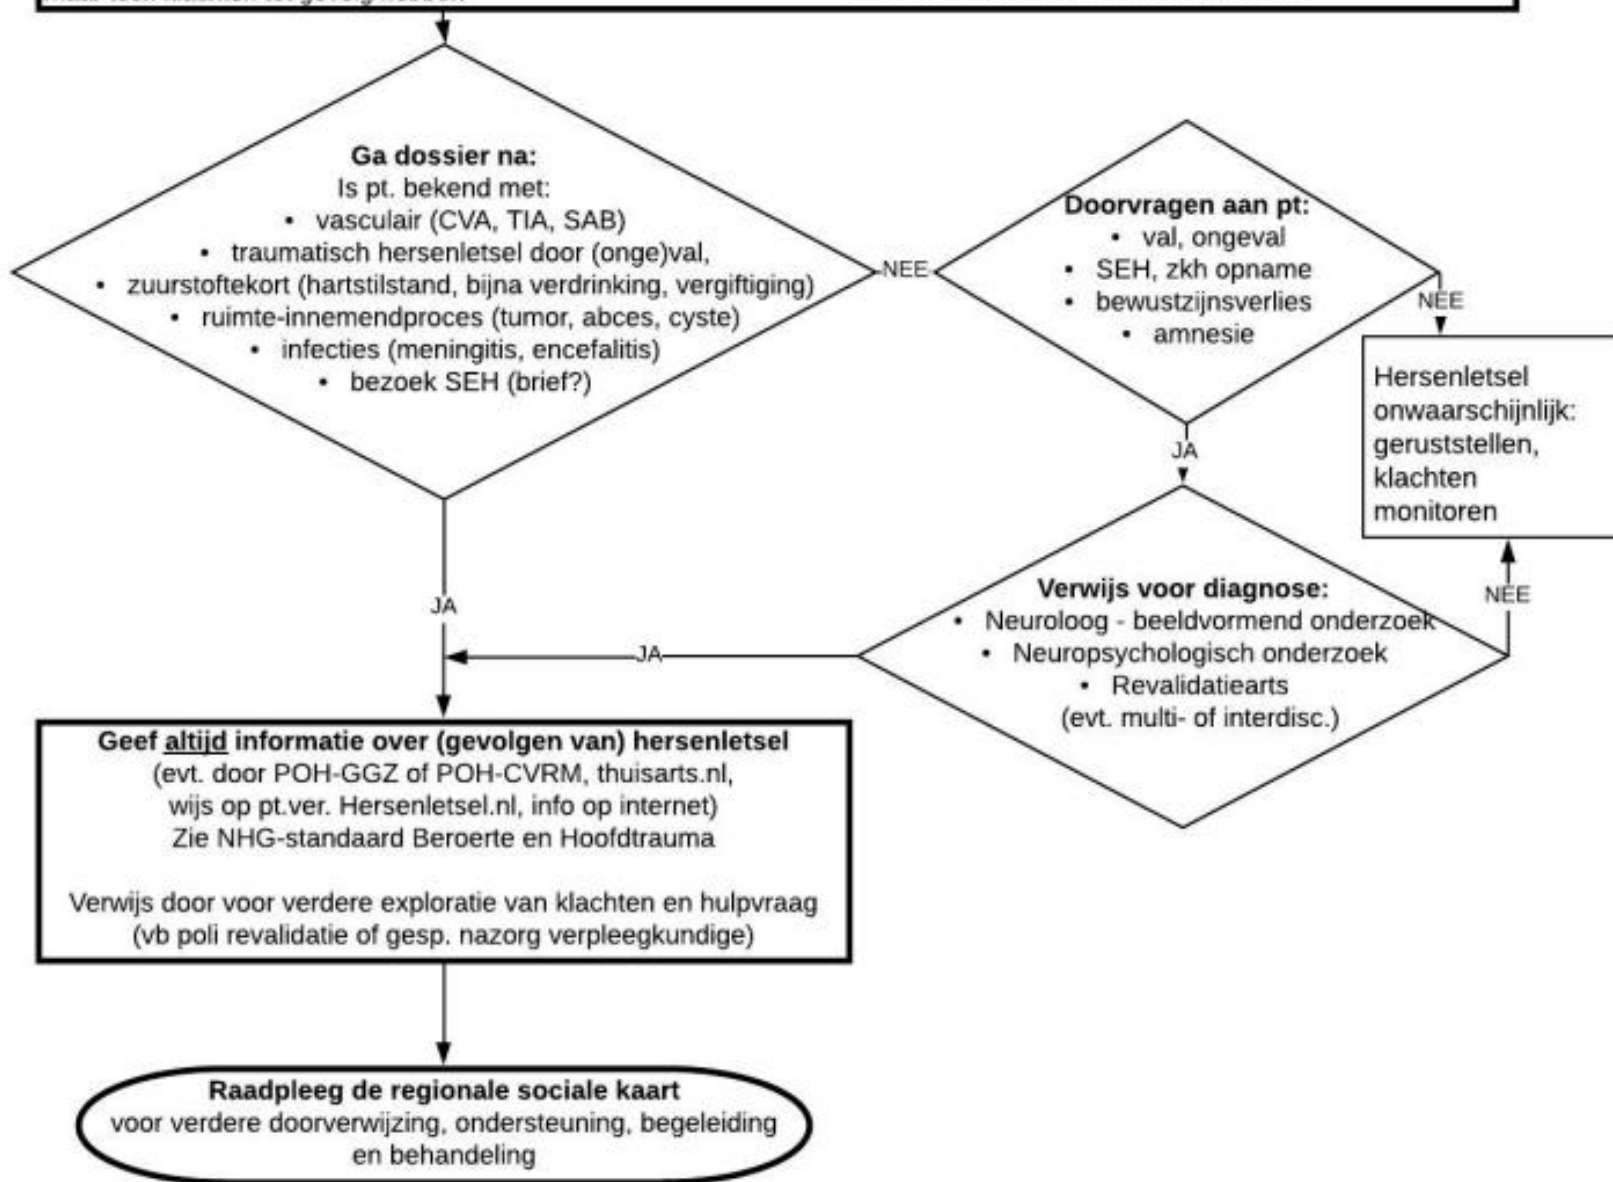 Ga dossier na:
Is pt. bekend met:
• vasculair (CVA, TIA, SAB)
• traumatisch hersenletsel door (onge)val,
• zuurstoftekort (hartstilstand, bijna verdrinking, vergiftiging)
• ruimte-innemendproces (tumor, abces, cyste)
• infecties (meningitis, encefalitis)
• bezoek SEH (brief?)
NEE
Doorvragen aan pt:
• val, ongeval
• SEH, zkh opname
• bewustzijnsverlies
• amnesie
NEE
JA
Hersenletsel
onwaarschijnlijk:
geruststellen,
klachten
monitoren
NEE
Verwijs voor diagnose:
• Neuroloog - beeldvormend onderzoek
• Neuropsychologisch onderzoek
• Revalidatiearts
(evt. multi- of interdisc.)
JA
JA
Geef altijd informatie over (gevolgen van) hersenletsel
(evt. door POH-GGZ of POH-CVRM, thuisarts.nl,
wijs op pt.ver. Hersenletsel.nl, info op internet)
Zie NHG-standaard Beroerte en Hoofdtrauma
Verwijs door voor verdere exploratie van klachten en hulpvraag
(vb poli revalidatie of gesp. nazorg verpleegkundige)
Raadpleeg de regionale sociale kaart
voor verdere doorverwijzing, ondersteuning, begeleiding
en behandeling